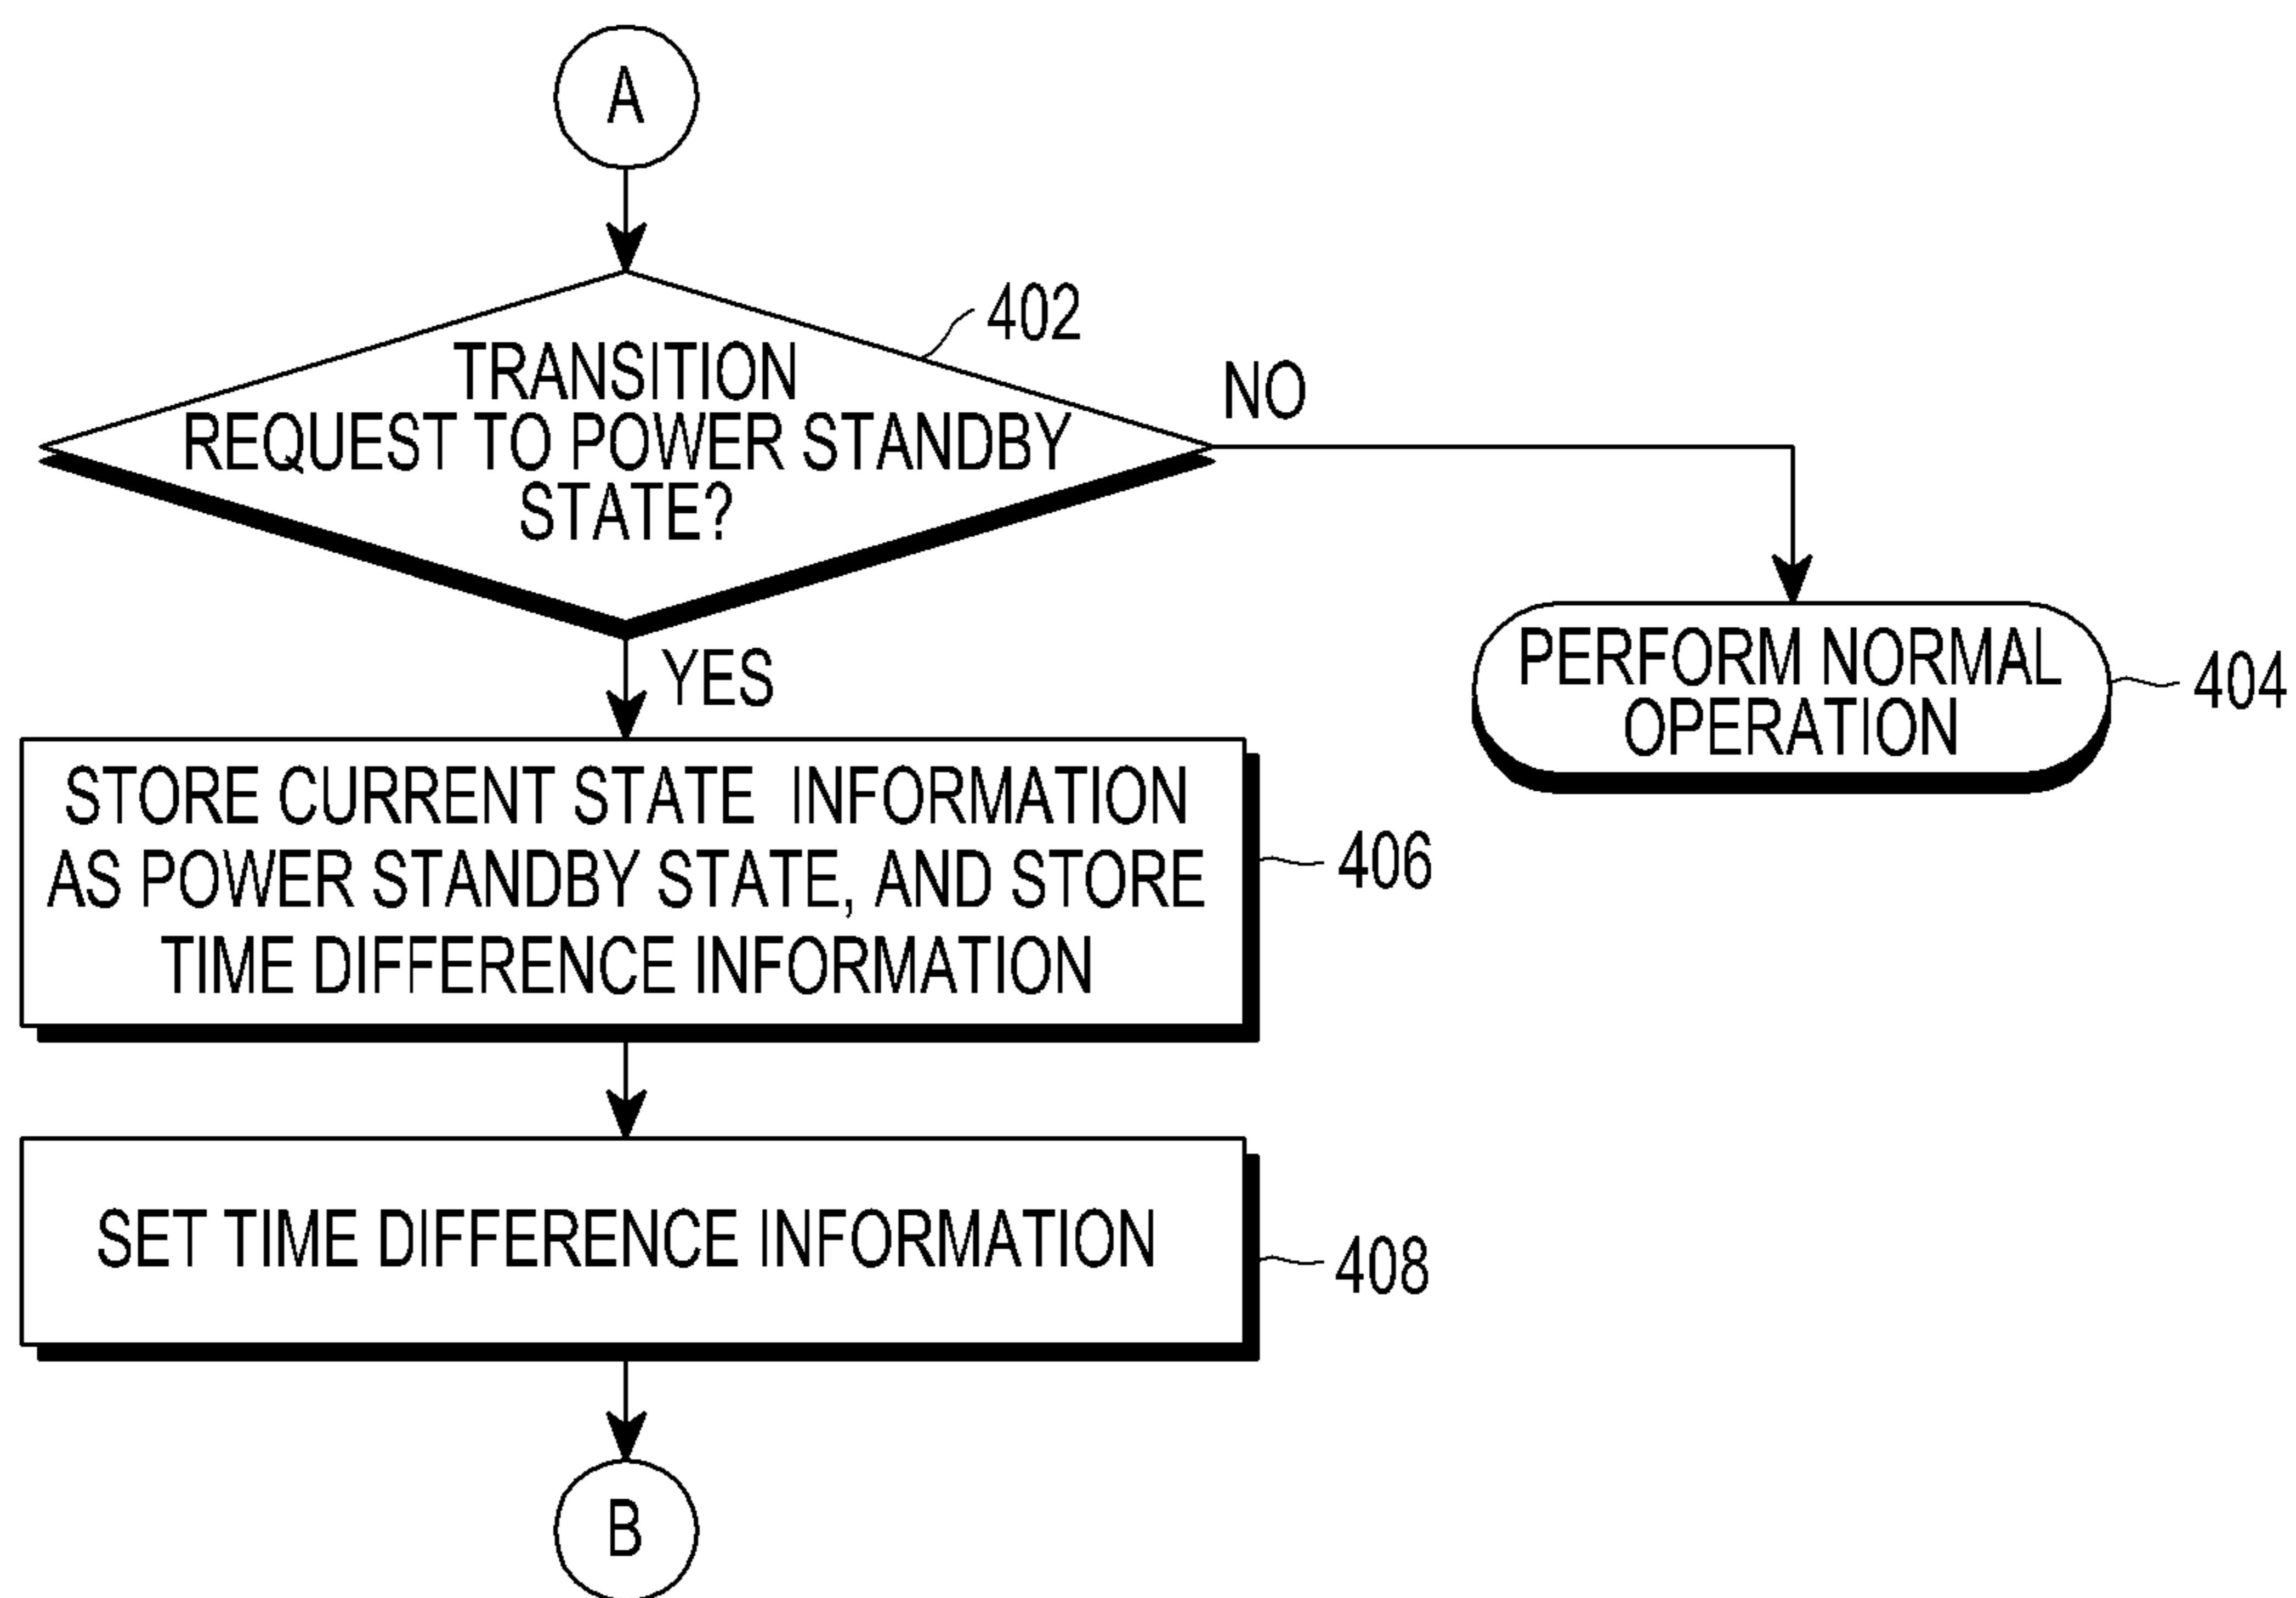 A
402
TRANSITION
REQUEST TO POWER STANDBY
STATE?
NO
YES
PERFORM NORMAL
OPERATION
404
STORE CURRENT STATE INFORMATION
AS POWER STANDBY STATE, AND STORE
TIME DIFFERENCE INFORMATION
406
SET TIME DIFFERENCE INFORMATION
408
B